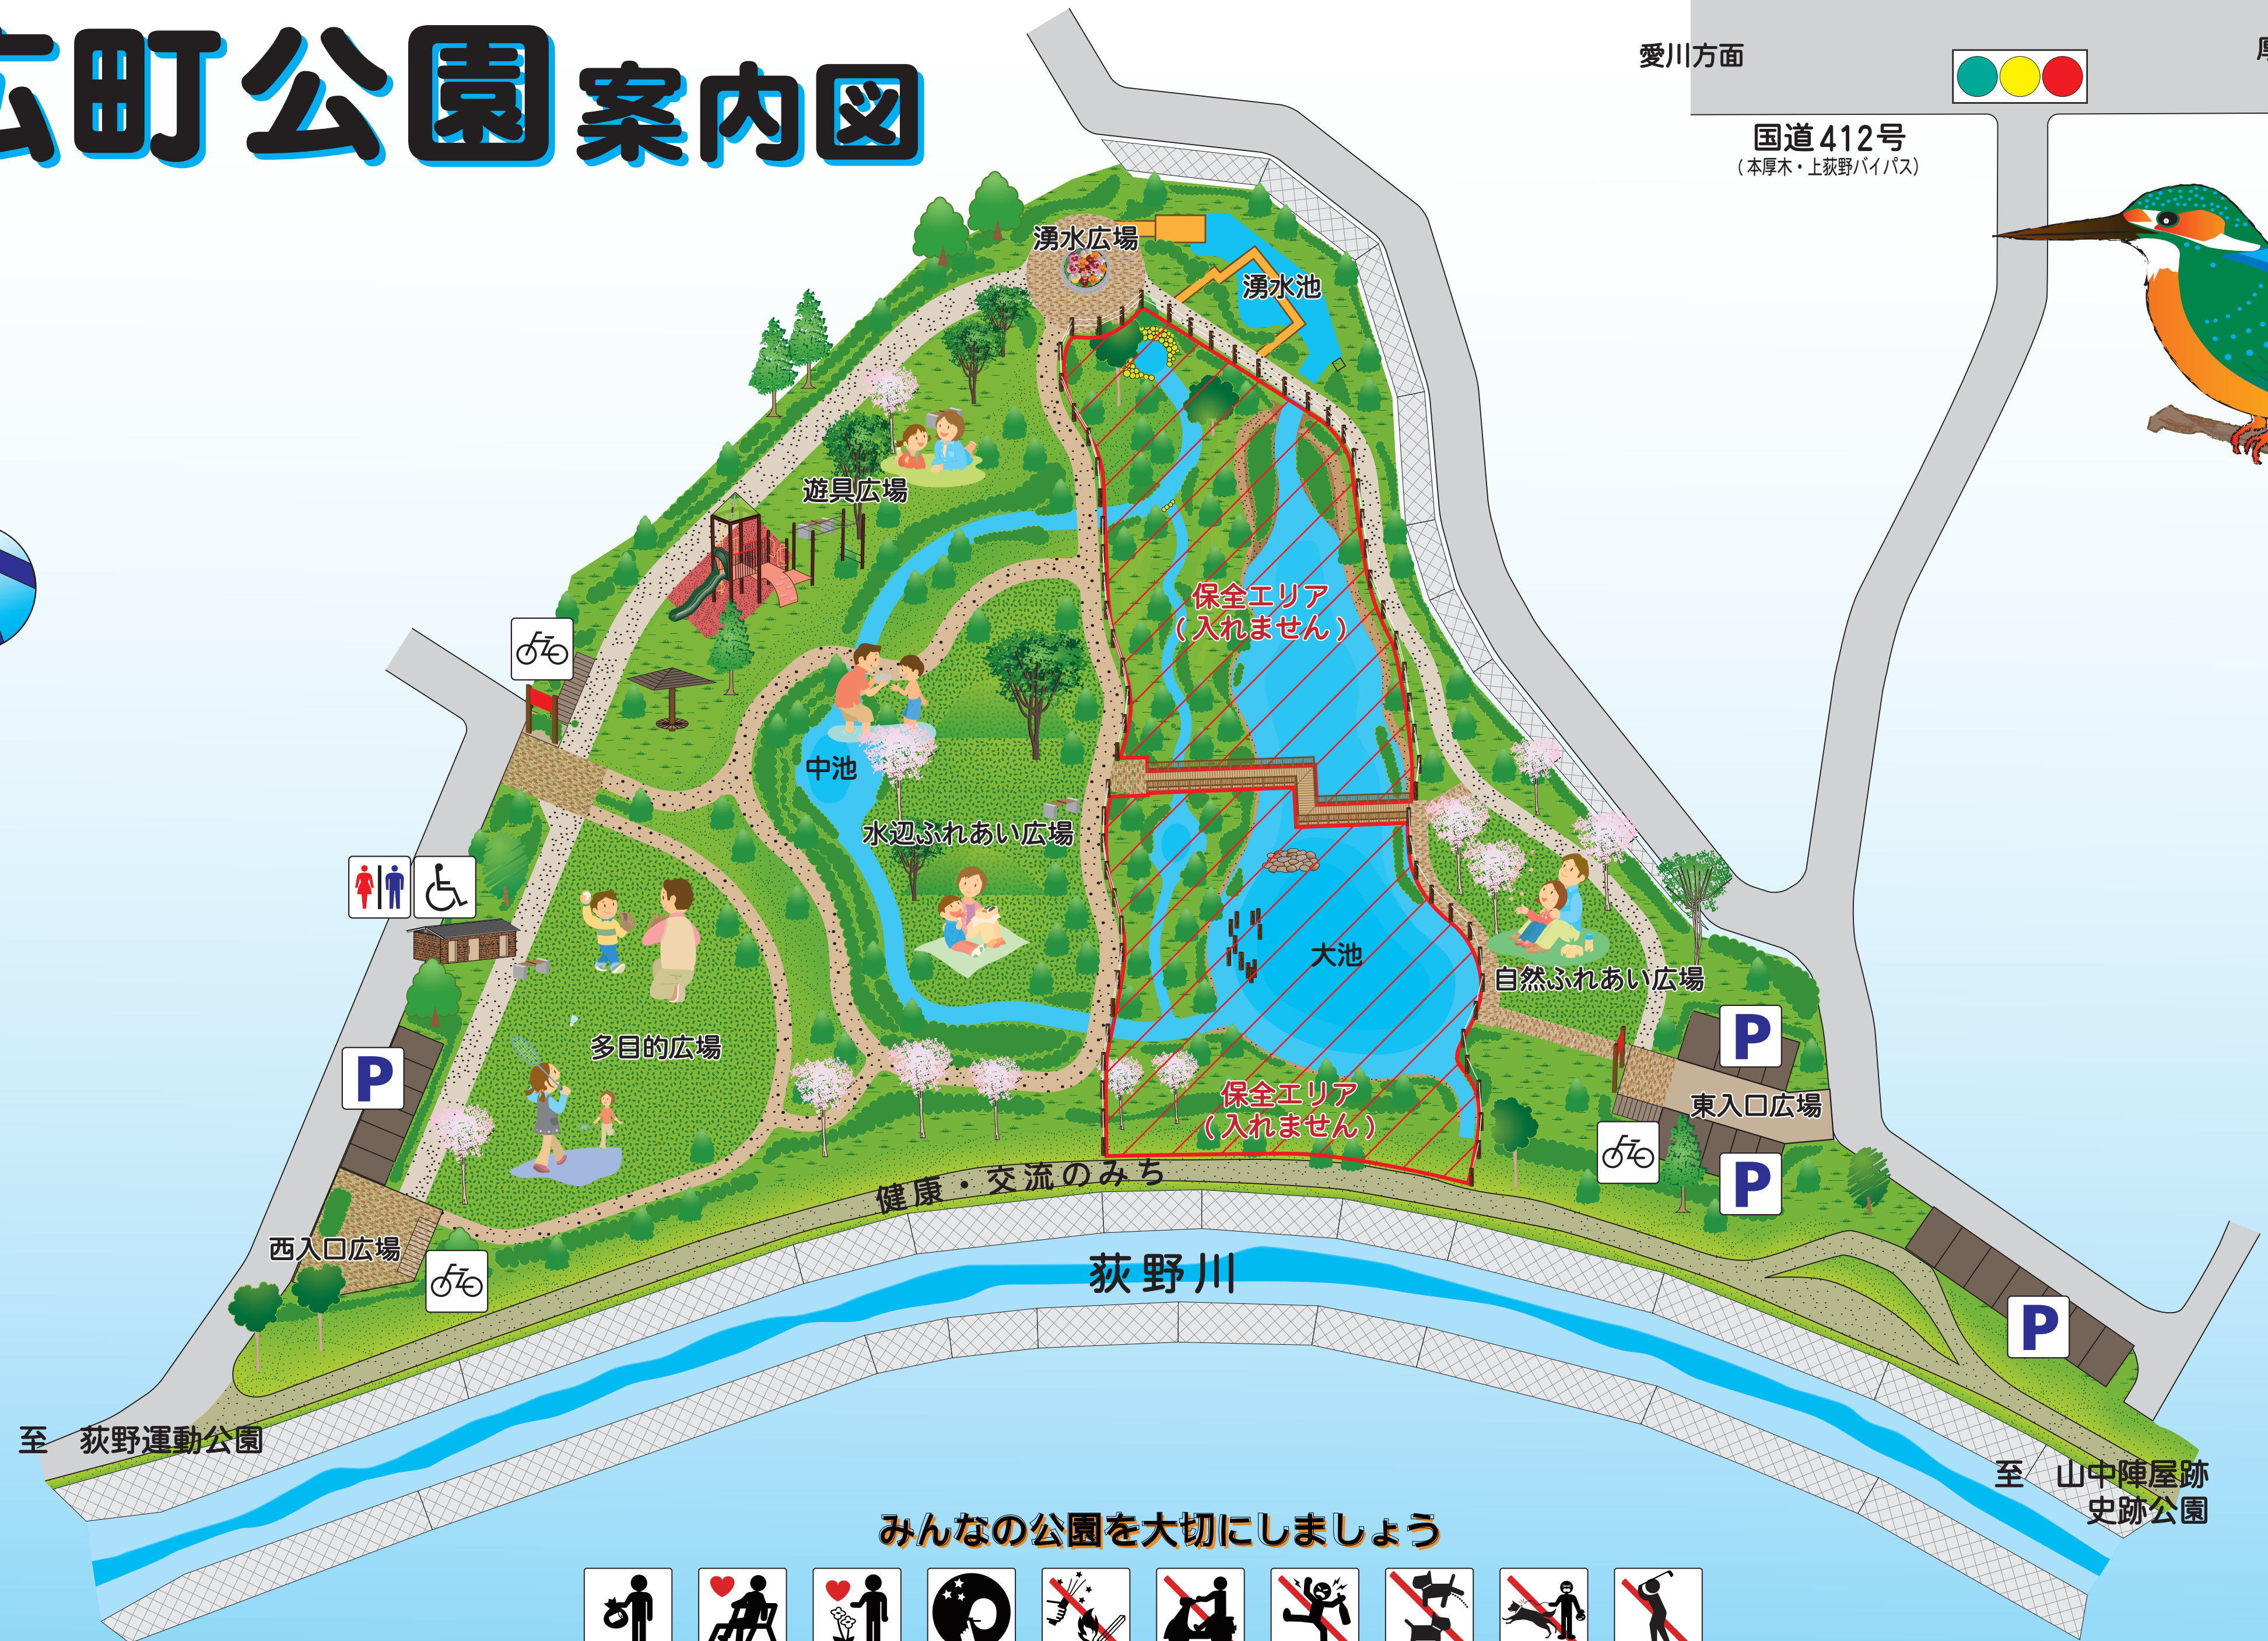 町公園案内図
愛川方面
国道412号
(本厚木・上荻野バイパス)
湧水広場
湧水池
遊具広場
保全エリア
(入れません)
中池
水辺ふれあい広場
大池
自然ふれあい広場
多目的広場
P
P
保全エリア
(入れません)
東入口広場
P
健康・交流のみち
西入口広場
荻野川
P
至 荻野運動公園
至 山中陣屋跡
史跡公園
みんなの公園を大切にしましょう